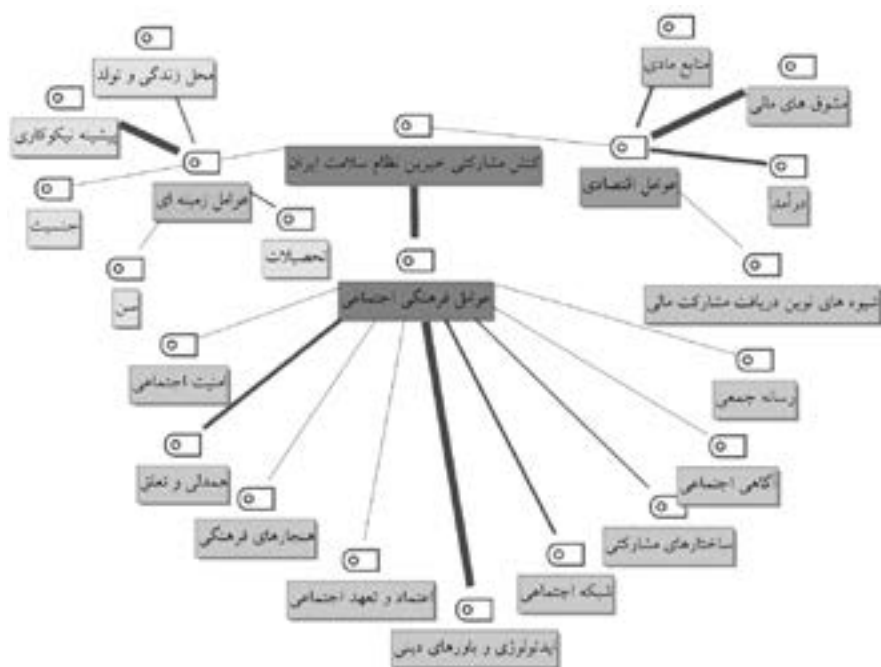 منابع مادی
محل زندگی و تولد
مشوق های مالی
پیشینه نیکوکاری
کنش مشارکتی خیرین نظام سلامت ایران
عوامل اقتصادی
درآمد
عوامل زمینه ای
جنسیت
تحصیلات
سن
عوامل فرهنگی اجتماعی
شیوه های نوین دریافت مشارکت مالی
امنیت اجتماعی
رسانه جمعی
همدلی و تعلق
آگاهی اجتماعی
هنجارهای فرهنگی
ساختارهای مشارکتی
اعتماد و تعهد اجتماعی
شبکه اجتماعی
ایدئولوژی و باورهای دینی